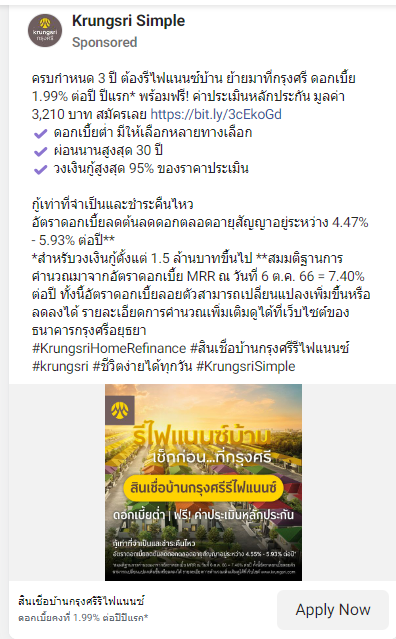 Krungsri Simple
Sponsored
krungsri
กรุงศรี
ครบกำหนด 3 ปี ต้องรีไฟแนนซ์บ้าน ย้ายมาที่กรุงศรี ดอกเบี้ย
1.99% ต่อปี ปีแรก* พร้อมฟรี! ค่าประเมินหลักประกัน มูลค่า
3,210 บาท สมัครเลย https://bit.ly/3cEkoGd
ดอกเบี้ยต่ำ มีให้เลือกหลายทางเลือก
ผ่อนนานสูงสุด 30 ปี
วงเงินกู้สูงสุด 95% ของราคาประเมิน
กู้เท่าที่จำเป็นและชำระคืนไหว
อัตราดอกเบี้ยลดต้นลดดอกตลอดอายุสัญญาอยู่ระหว่าง 4.47%
- 5.93% ต่อปี**
*สำหรับวงเงินกู้ตั้งแต่ 1.5 ล้านบาทขึ้นไป **สมมติฐานการ
คำนวณมาจากอัตราดอกเบี้ย MRR ณ วันที่ 6 ต.ค. 66 = 7.40%
ต่อปี ทั้งนี้อัตราดอกเบี้ยลอยตัวสามารถเปลี่ยนแปลงเพิ่มขึ้นหรือ
ลดลงได้ รายละเอียดการคำนวณเพิ่มเติมดูได้ที่เว็บไซต์ของ
ธนาคารกรุงศรีอยุธยา
#KrungsriHomeRefinance #สินเชื่อบ้านกรุงศรีรีไฟแนนซ์
#krungsri #ชีวิตง่ายได้ทุกวัน #KrungsriSimple
รีไฟแนนซ์บ้าน
เช็กก่อน...ที่กรุงศรี
สินเชื่อบ้านกรุงศรีรีไฟแนนซ์
ดอกเบี้ยต่ำ | ฟรี! ค่าประเมินหลักประกัน
กู้เท่าที่จำเป็นและชำระคืนไหว
อัตราดอกเบี้ยลดต้นลดดอกตลอดอายุสัญญาอยู่ระหว่าง 4.55% - 5.93% ต่อปี*
สินเชื่อบ้านกรุงศรีรีไฟแนนซ์
ดอกเบี้ยคงที่ 1.99% ต่อปีปีแรก*
Apply Now